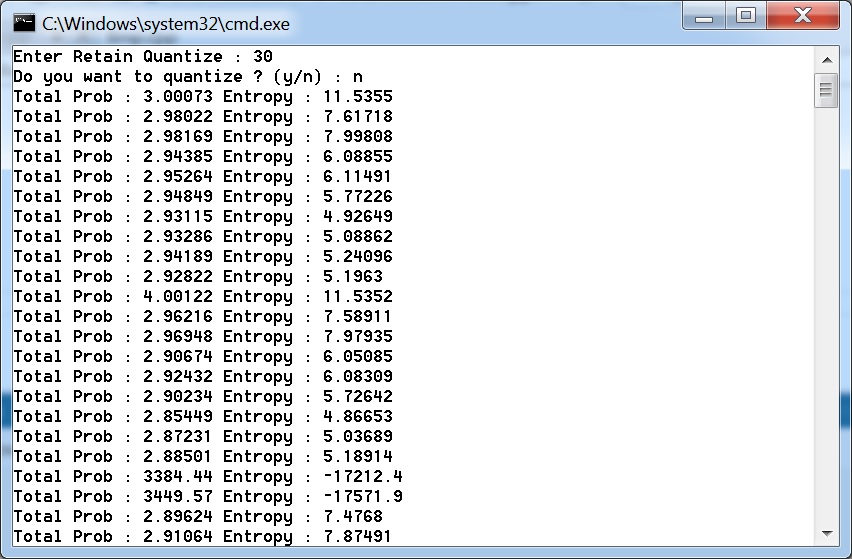 C:\Windows\system32\cmd.exe
Enter Retain Quantize : 30
Do you want to quantize ? (y/n) : n
Total Prob : 3.00073 Entropy : 11.5355
Total Prob : 2.98022 Entropy : 7.61718
Total Prob : 2.98169 Entropy : 7.99808
Total Prob : 2.94385 Entropy : 6.08855
Total Prob : 2.95264 Entropy : 6.11491
Total Prob : 2.94849 Entropy : 5.77226
Total Prob : 2.93115 Entropy : 4.92649
Total Prob : 2.93286 Entropy : 5.08862
Total Prob : 2.94189 Entropy : 5.24096
Total Prob : 2.92822 Entropy : 5.1963
Total Prob : 4.00122 Entropy : 11.5352
Total Prob : 2.96216 Entropy : 7.58911
Total Prob : 2.96948 Entropy : 7.97935
Total Prob : 2.90674 Entropy : 6.05085
Total Prob : 2.92432 Entropy : 6.08309
Total Prob : 2.90234 Entropy : 5.72642
Total Prob : 2.85449 Entropy : 4.86653
Total Prob : 2.87231 Entropy : 5.03689
Total Prob : 2.88501 Entropy : 5.18914
Total Prob : 3384.44 Entropy : -17212.4
Total Prob : 3449.57 Entropy : -17571.9
Total Prob : 2.89624 Entropy : 7.4768
Total Prob : 2.91064 Entropy : 7.87491